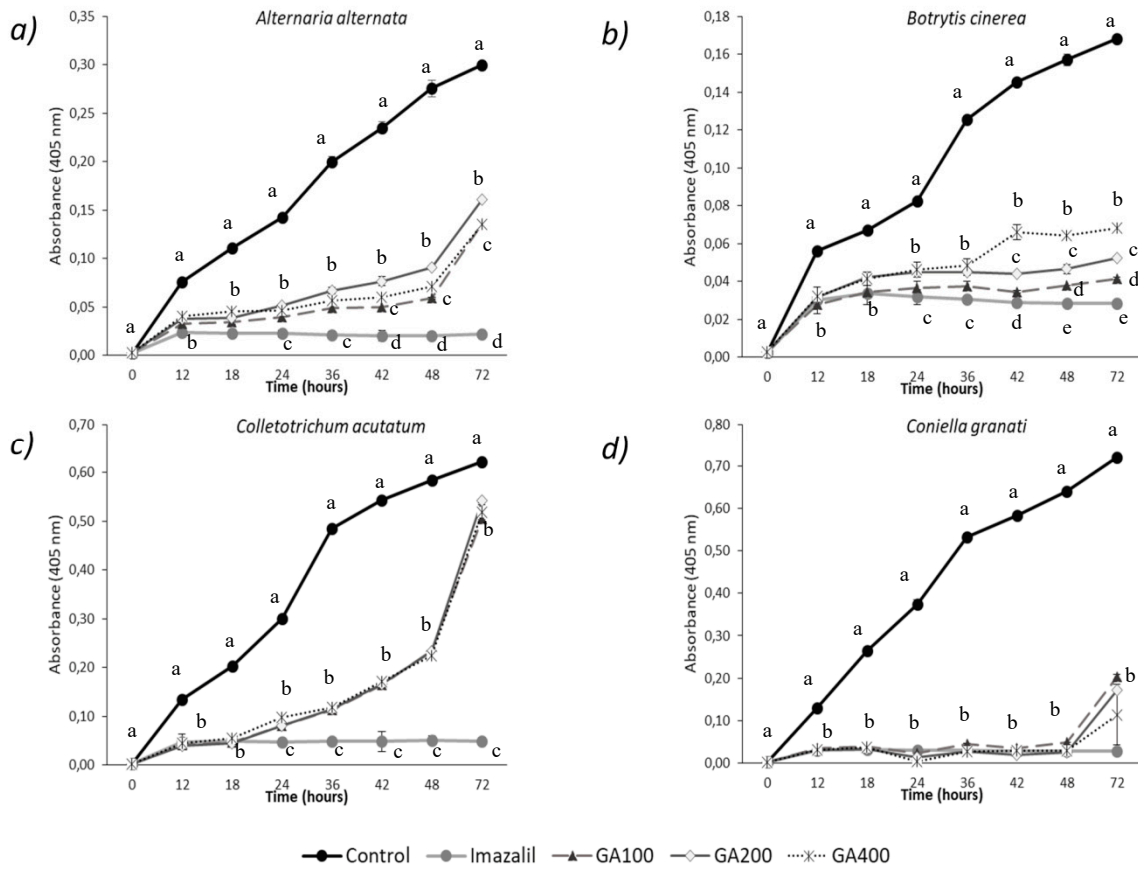 a)
Alternaria alternata
Absorbance (405 nm)
0,35
0,30
0,25
0,20
0,15
0,10
0,05
0,00
a a a a a a a a
b b b b b b
c c
b c c c d d d
0 12 18 24 36 42 48 72
Time (hours)
b)
Botrytis cinerea
Absorbance (405 nm)
0,18
0,16
0,14
0,12
0,10
0,08
0,06
0,04
0,02
0,00
a a a a a a a a
b b b b b
c c c
d d
b b c c d e e
0 12 18 24 36 42 48 72
Time (hours)
c)
Colletotrichum acutatum
Absorbance (405 nm)
0,70
0,60
0,50
0,40
0,30
0,20
0,10
0,00
a a a a a a a a
b b b b b b
b c c c c c
0 12 18 24 36 42 48 72
Time (hours)
d)
Coniella granati
Absorbance (405 nm)
0,80
0,70
0,60
0,50
0,40
0,30
0,20
0,10
0,00
a a a a a a a a
b b b b b b b
0 12 18 24 36 42 48 72
Time (hours)
Control Imazalil GA100 GA200 GA400